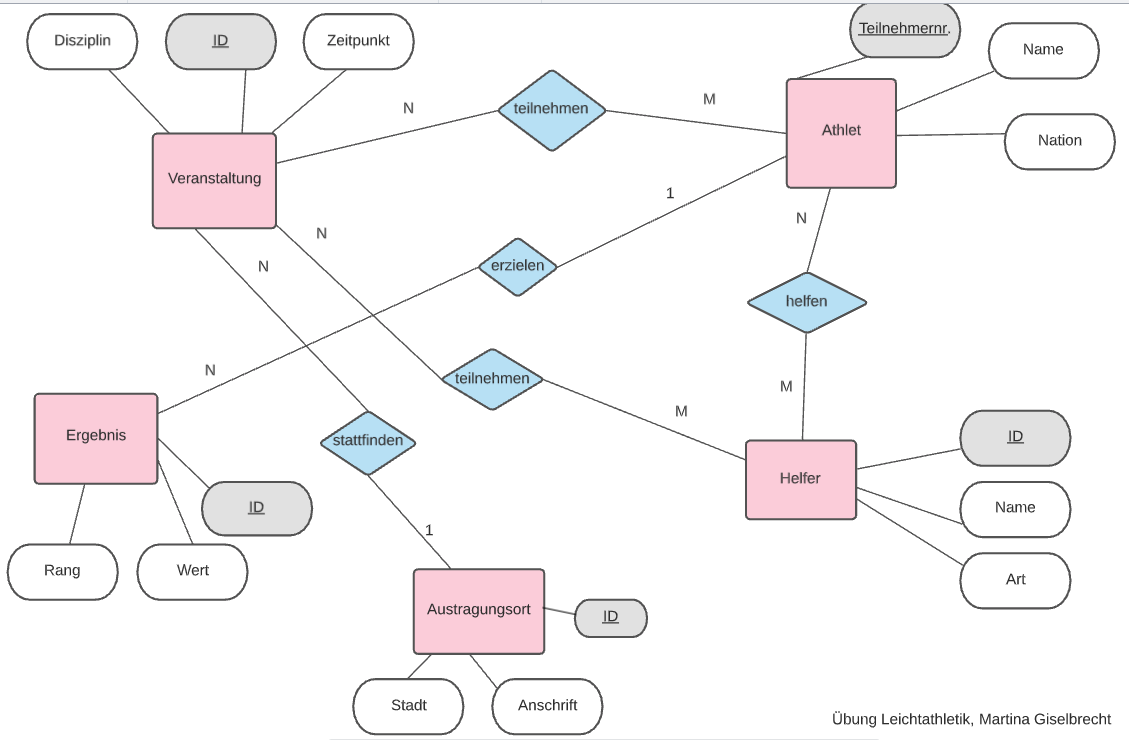 Disziplin
ID
Zeitpunkt
Teilnehmernr.
Name
Nation
N
teilnehmen
M
Athlet
Veranstaltung
1
N
N
N
erzielen
helfen
N
teilnehmen
M
M
Ergebnis
stattfinden
ID
Helfer
Name
ID
Art
1
Rang
Wert
Austragungsort
ID
Stadt
Anschrift
Übung Leichtathletik, Martina Giselbrecht